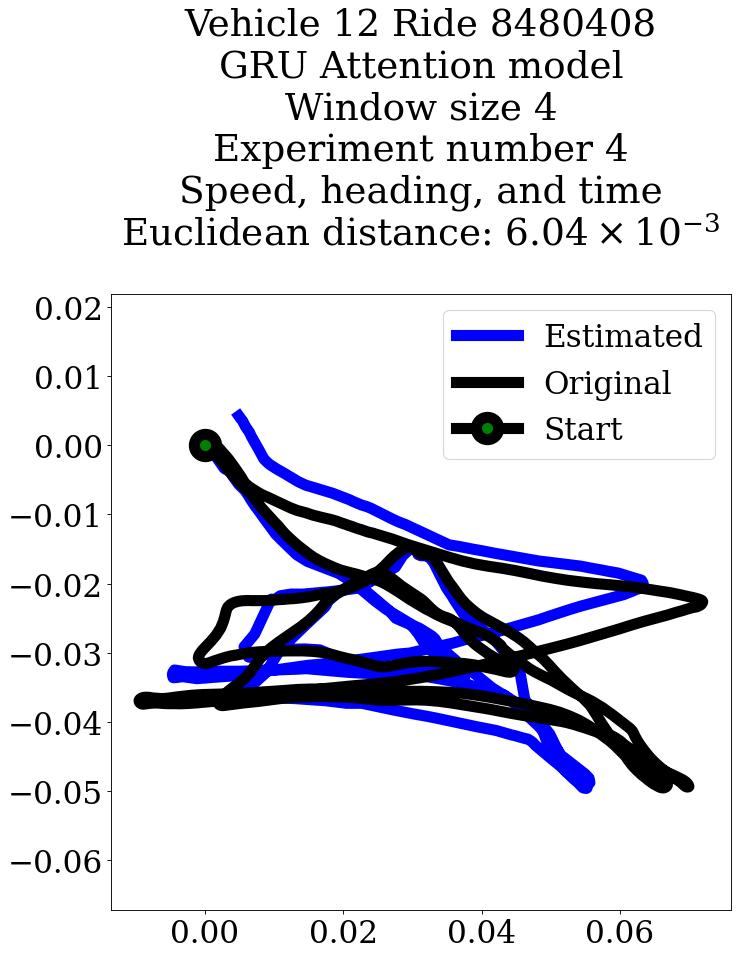 Vehicle 12 Ride 8480408
GRU Attention model
Window size 4
Experiment number 4
Speed, heading, and time
Euclidean distance: 6.04 × 10⁻³
0.02
0.01
0.00
−0.01
−0.02
−0.03
−0.04
−0.05
−0.06
Estimated
Original
Start
0.00 0.02 0.04 0.06